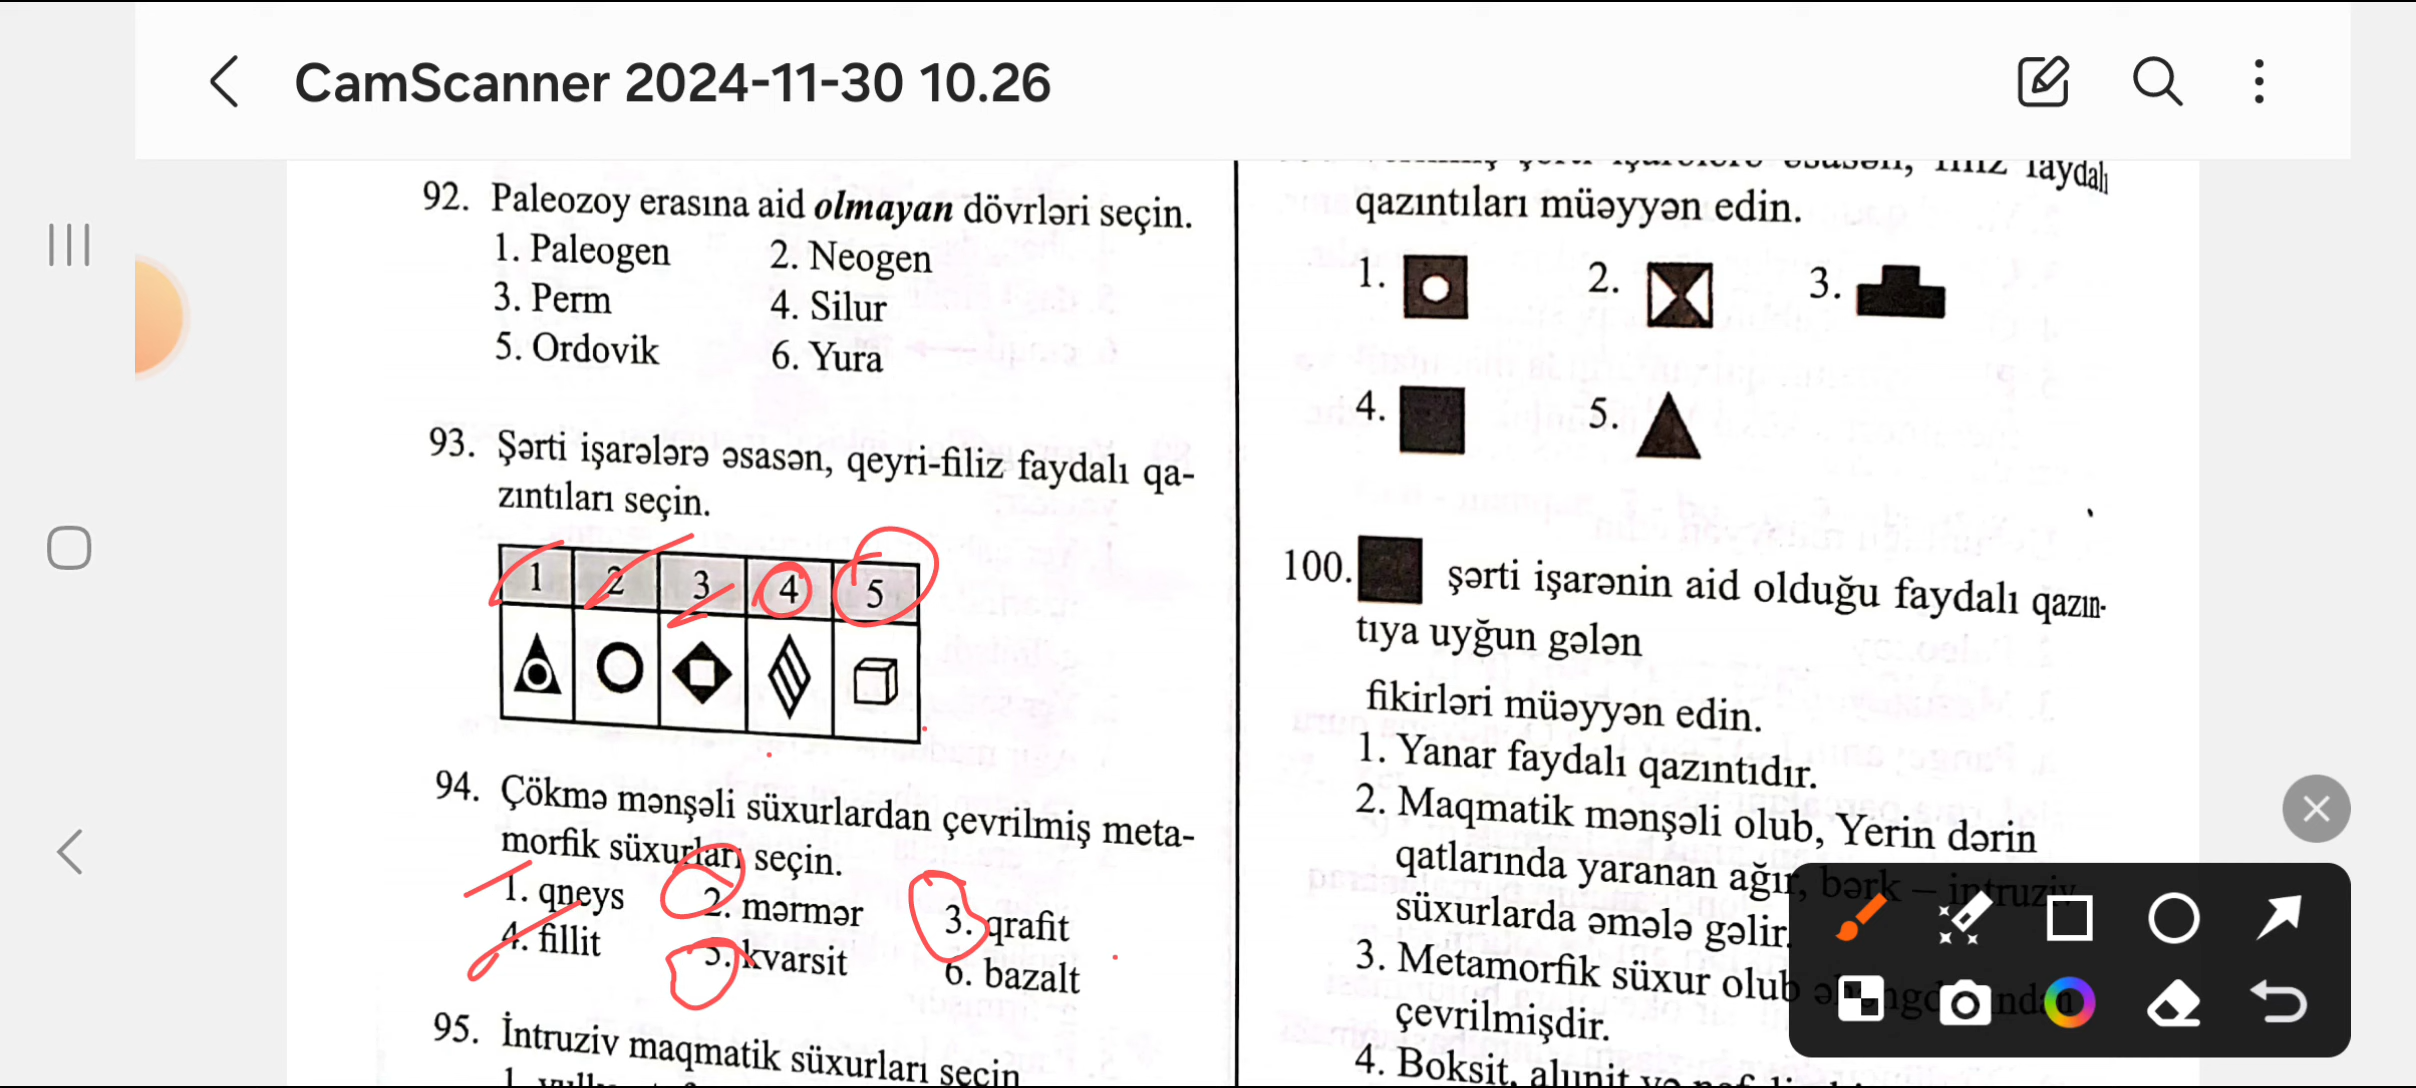 CamScanner 2024-11-30 10.26
92. Paleozoy erasına aid olmayan dövrləri seçin.
1. Paleogen 2. Neogen
3. Perm 4. Silur
5. Ordovik 6. Yura
93. Şərti işarələrə əsasən, qeyri-filiz faydalı qa-
zıntıları seçin.
1 2 3 4 5
94. Çökmə mənşəli süxurlardan çevrilmiş meta-
morfik süxurları seçin.
1. qneys 2. mərmər 3. qrafit
4. fillit 5. kvarsit 6. bazalt
95. İntruziv maqmatik süxurları seçin
faydalı
qazıntıları müəyyən edin.
1. 2. 3.
4. 5.
100. şərti işarənin aid olduğu faydalı qazın-
tıya uyğun gələn
fikirləri müəyyən edin.
1. Yanar faydalı qazıntıdır.
2. Maqmatik mənşəli olub, Yerin dərin
qatlarında yaranan ağır, bərk – intruziv
süxurlarda əmələ gəlir.
3. Metamorfik süxur olub
çevrilmişdir.
4. Boksit, alunit və